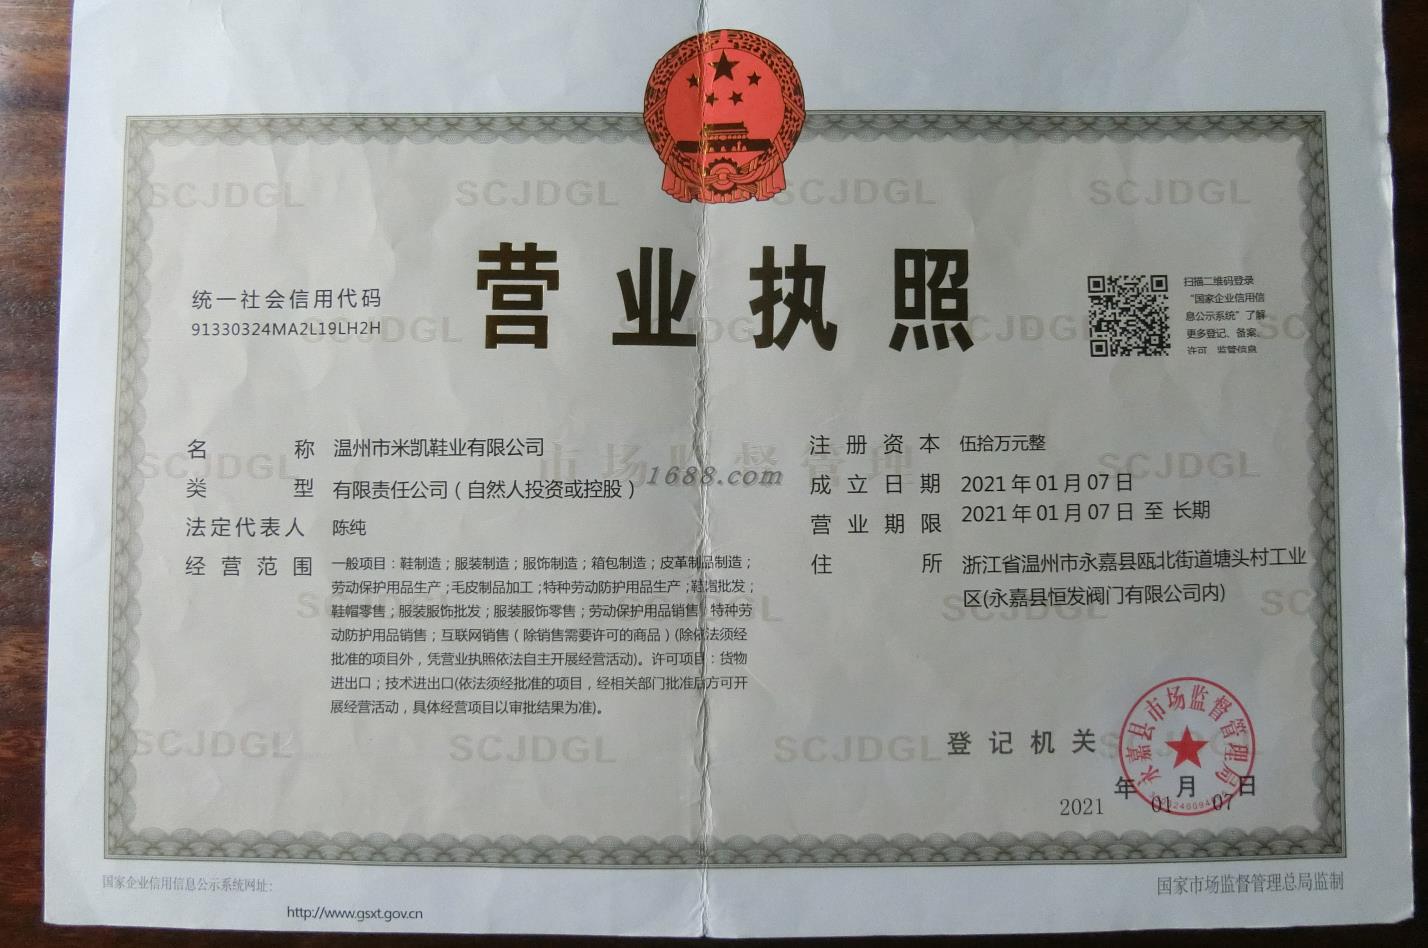 SCJDGL SCJDGL SCJDGL SCJDGL
营业执照
统一社会信用代码
91330324MA2L19LH2H
扫描二维码登录
“国家企业信用信
息公示系统”了解
更多登记、备案、
许可、监管信息
名称 温州市米凯鞋业有限公司
类型 有限责任公司（自然人投资或控股）
法定代表人 陈纯
经营范围 一般项目：鞋制造；服装制造；服饰制造；箱包制造；皮革制品制造；
劳动保护用品生产；毛皮制品加工；特种劳动防护用品生产；鞋帽批发；
鞋帽零售；服装服饰批发；服装服饰零售；劳动保护用品销售；特种劳
动防护用品销售；互联网销售（除销售需要许可的商品）(除依法须经
批准的项目外，凭营业执照依法自主开展经营活动)。许可项目：货物
进出口；技术进出口(依法须经批准的项目，经相关部门批准后方可开
展经营活动，具体经营项目以审批结果为准)。
市场监督管理
1688.com
注册资本 伍拾万元整
成立日期 2021年01月07日
营业期限 2021年01月07日 至 长期
住所 浙江省温州市永嘉县瓯北街道塘头村工业
区(永嘉县恒发阀门有限公司内)
SCJDGL SCJDGL SCJDGL
登记机关
永嘉县市场监督管理局
2021年01月07日
国家企业信用信息公示系统网址：
http://www.gsxt.gov.cn
国家市场监督管理总局监制